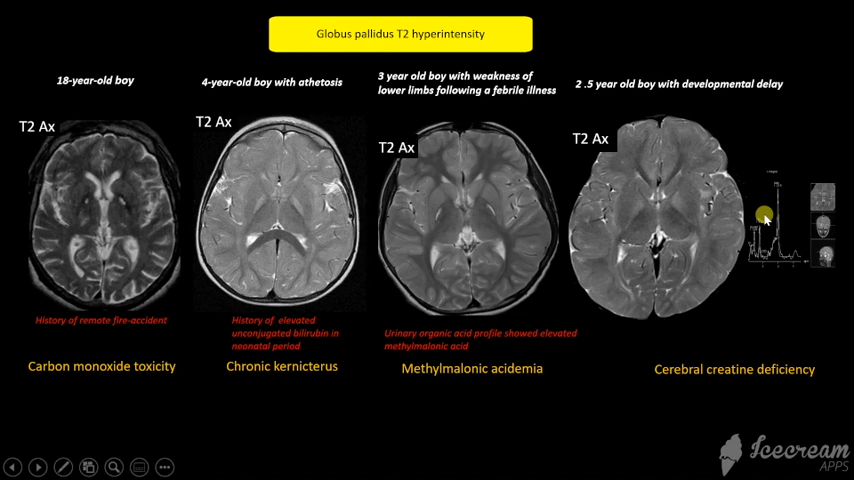 Globus pallidus T2 hyperintensity
18-year-old boy
4-year-old boy with athetosis
3 year old boy with weakness of
lower limbs following a febrile illness
2 .5 year old boy with developmental delay
T2 Ax
T2 Ax
T2 Ax
T2 Ax
History of remote fire-accident
History of elevated
unconjugated bilirubin in
neonatal period
Urinary organic acid profile showed elevated
methylmalonic acid
Carbon monoxide toxicity
Chronic kernicterus
Methylmalonic acidemia
Cerebral creatine deficiency
Icecream
APPS